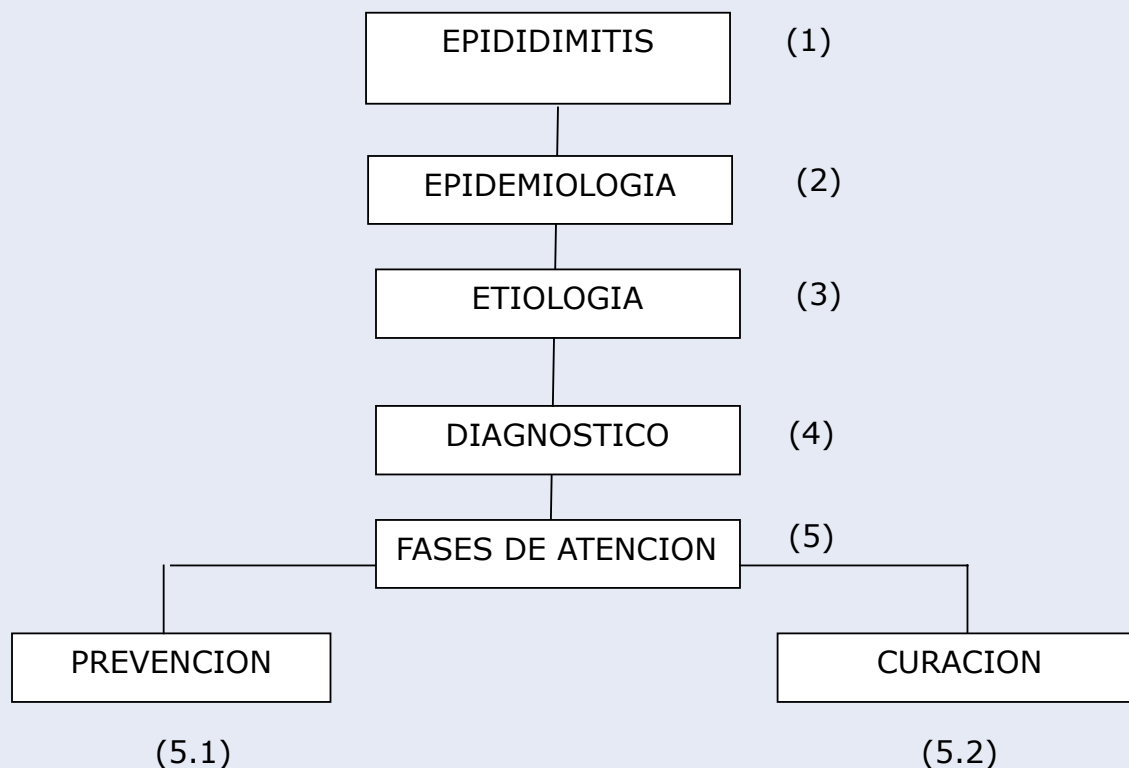 EPIDIDIMITIS (1)
EPIDEMIOLOGIA (2)
ETIOLOGIA (3)
DIAGNOSTICO (4)
FASES DE ATENCION (5)
PREVENCION CURACION
(5.1) (5.2)